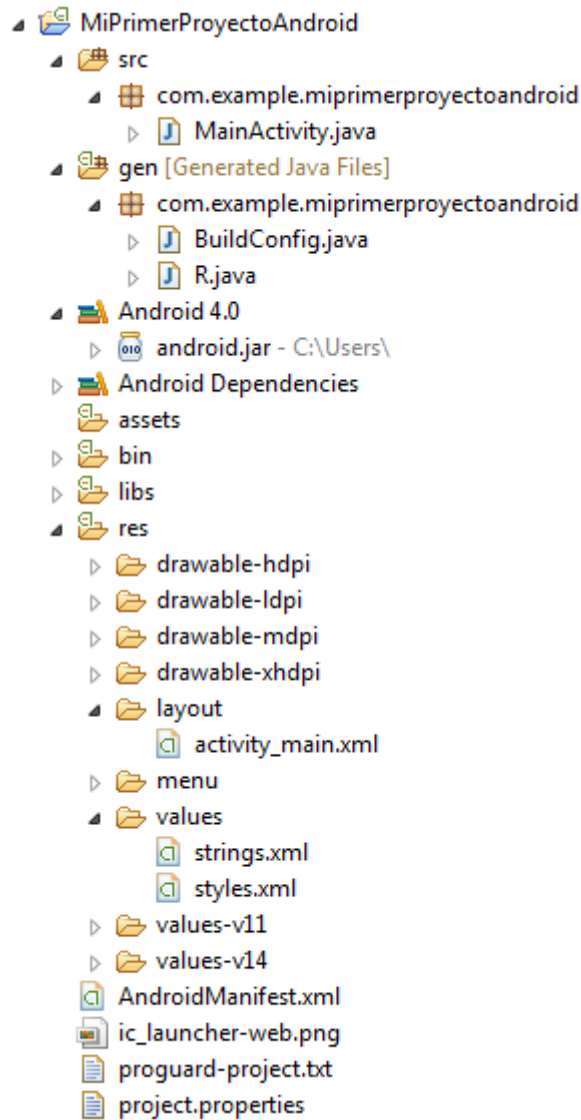 MiPrimerProyectoAndroid
src
com.example.miprimerproyectoandroid
MainActivity.java
gen [Generated Java Files]
com.example.miprimerproyectoandroid
BuildConfig.java
R.java
Android 4.0
android.jar - C:\Users\
Android Dependencies
assets
bin
libs
res
drawable-hdpi
drawable-ldpi
drawable-mdpi
drawable-xhdpi
layout
activity_main.xml
menu
values
strings.xml
styles.xml
values-v11
values-v14
AndroidManifest.xml
ic_launcher-web.png
proguard-project.txt
project.properties